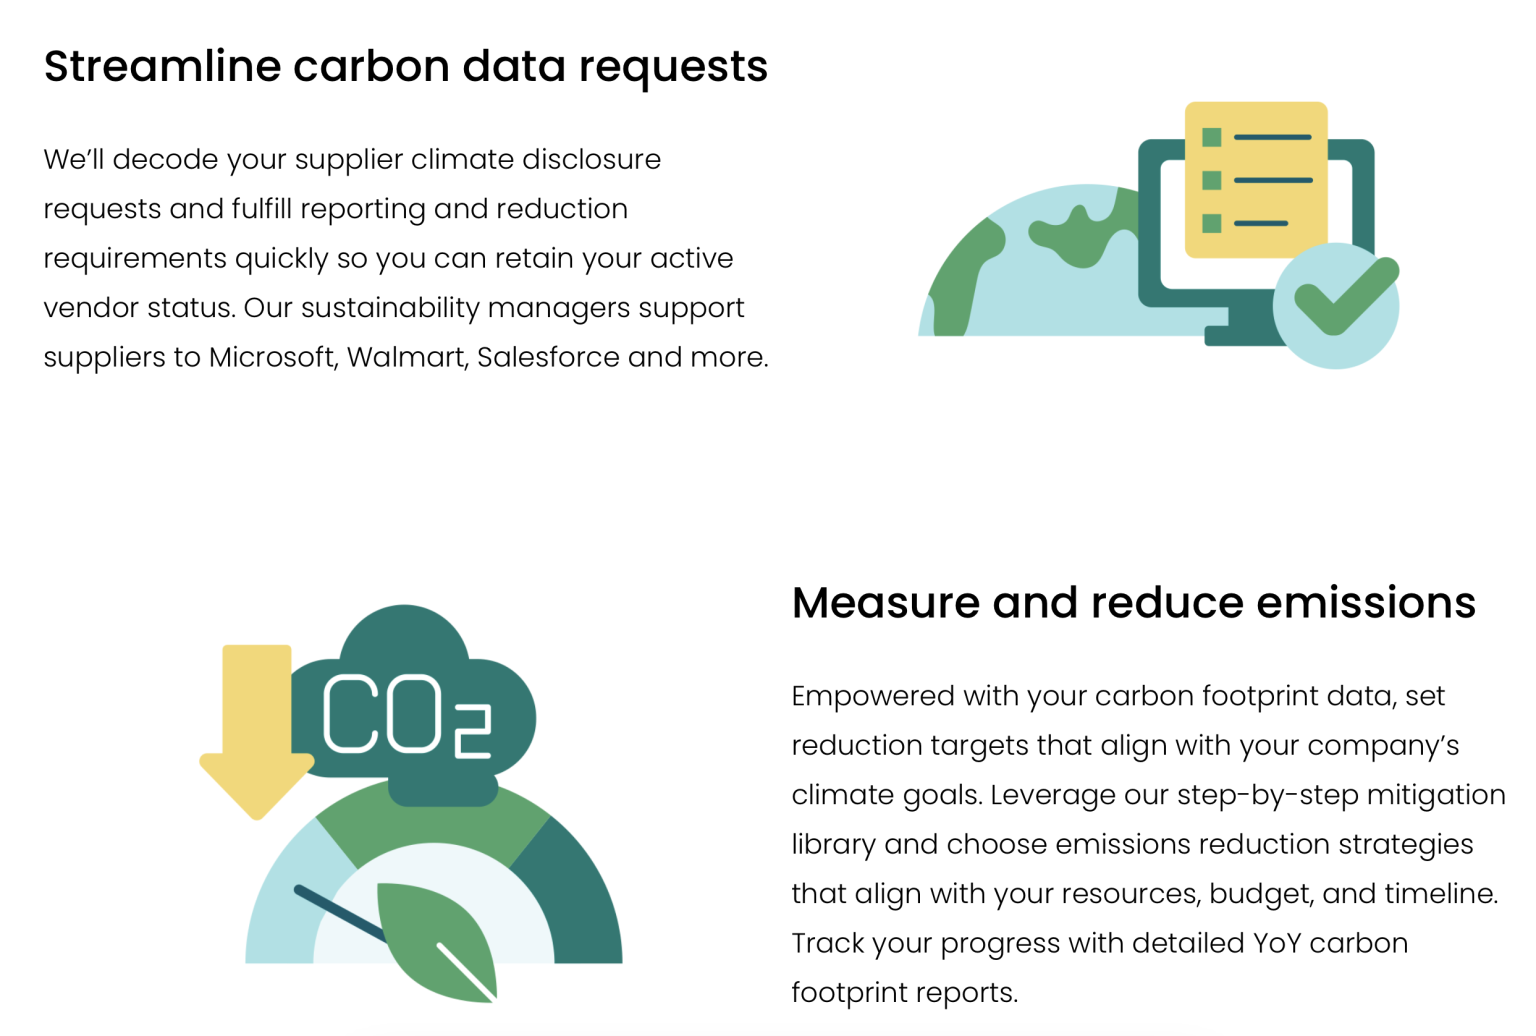 Streamline carbon data requests
We’ll decode your supplier climate disclosure
requests and fulfill reporting and reduction
requirements quickly so you can retain your active
vendor status. Our sustainability managers support
suppliers to Microsoft, Walmart, Salesforce and more.
CO₂
Measure and reduce emissions
Empowered with your carbon footprint data, set
reduction targets that align with your company’s
climate goals. Leverage our step-by-step mitigation
library and choose emissions reduction strategies
that align with your resources, budget, and timeline.
Track your progress with detailed YoY carbon
footprint reports.